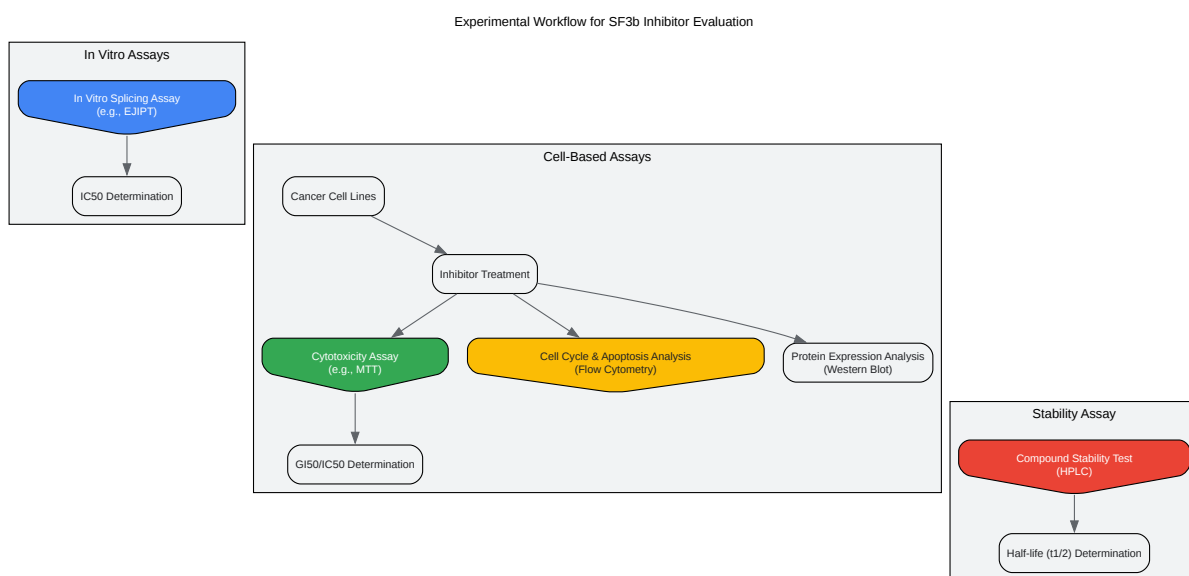 Experimental Workflow for SF3b Inhibitor Evaluation
In Vitro Assays
In Vitro Splicing Assay
(e.g., EJIPT)
IC50 Determination
Cell-Based Assays
Cancer Cell Lines
Inhibitor Treatment
Cytotoxicity Assay
(e.g., MTT)
Cell Cycle & Apoptosis Analysis
(Flow Cytometry)
Protein Expression Analysis
(Western Blot)
GI50/IC50 Determination
Stability Assay
Compound Stability Test
(HPLC)
Half-life (t1/2) Determination